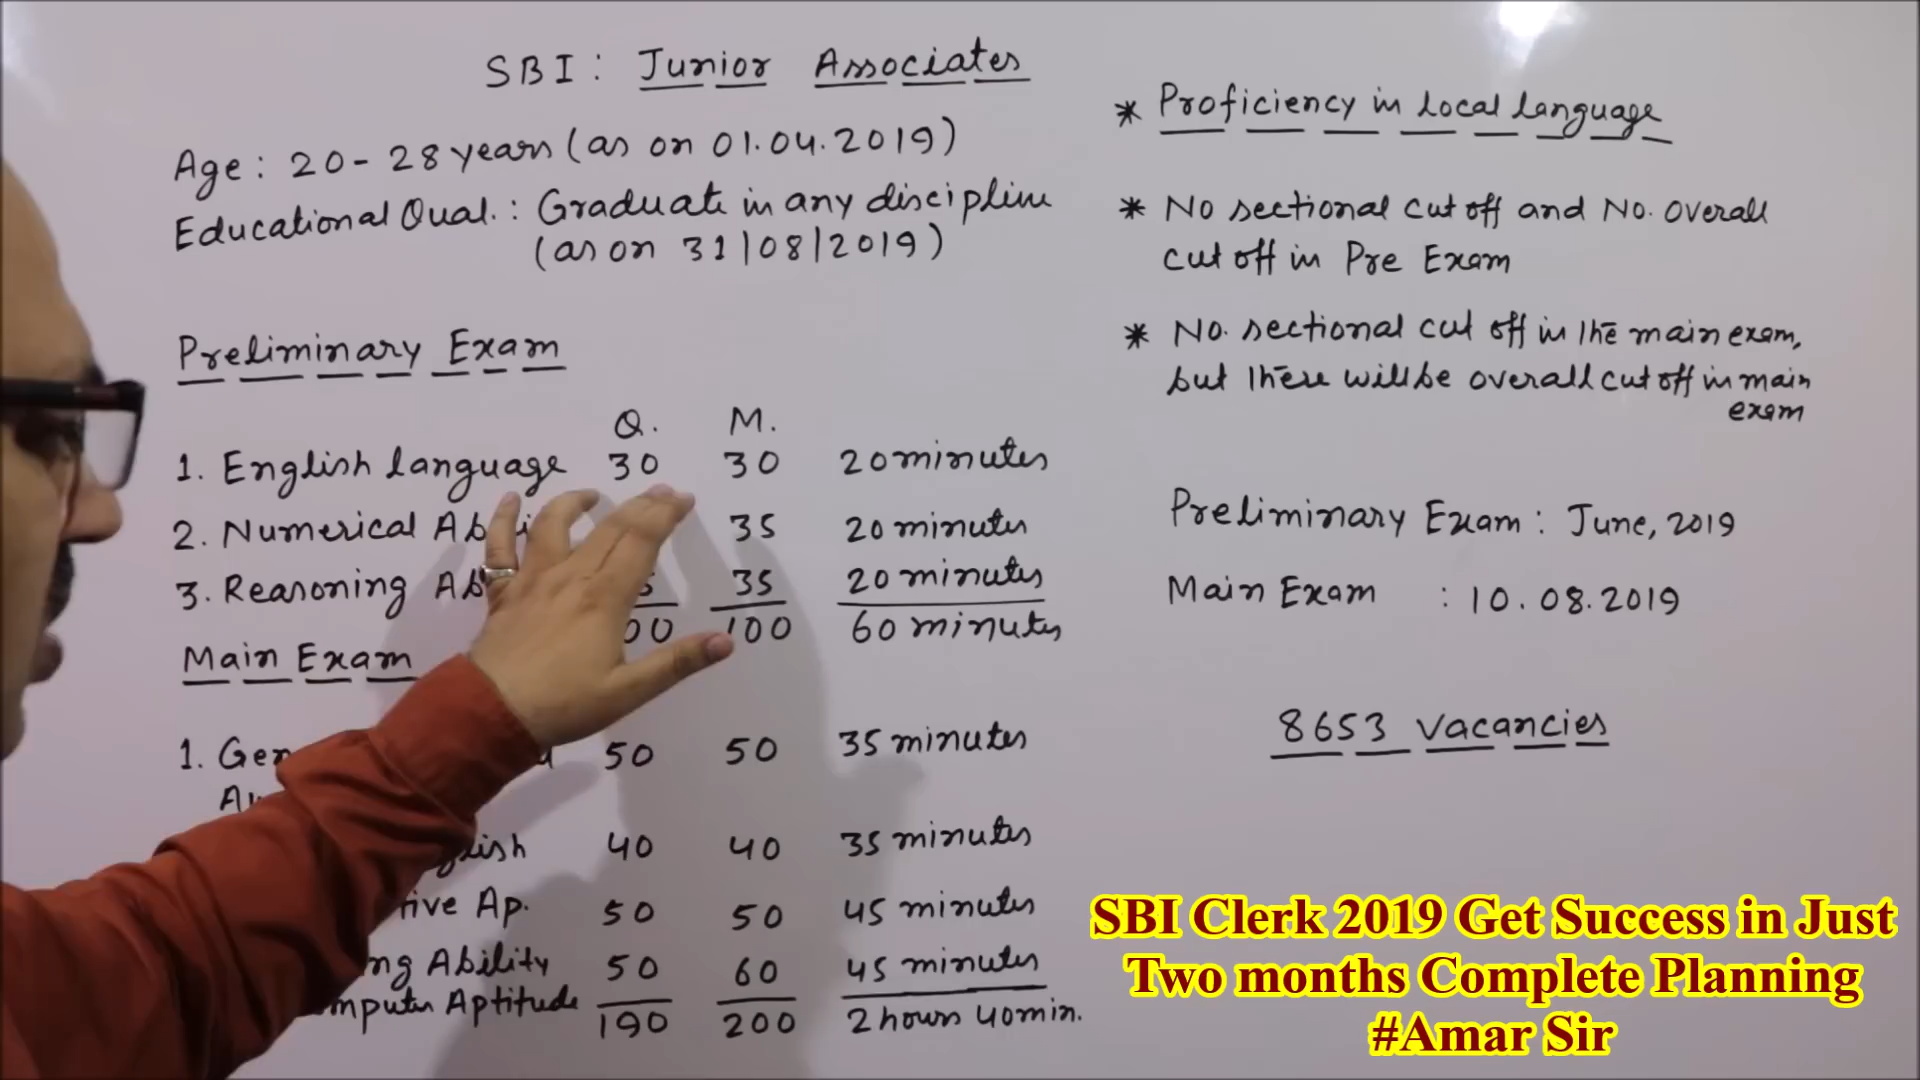 SBI: Junior Associates
Age: 20-28 years (as on 01.04.2019)
Educational Qual.: Graduate in any discipline
(as on 31/08/2019)
Preliminary Exam
Q. M.
1. English language 30 30 20 minutes
2. Numerical 35 20 minutes
3. Reasoning 35 20 minutes
100 60 minutes
Main Exam
1. 50 50 35 minutes
40 40 35 minutes
Ap. 50 50 45 minutes
Ability 50 60 45 minutes
Aptitude 190 200 2 hours 40 min.
* Proficiency in local language
* No sectional cut off and No. overall
cut off in Pre Exam
* No. sectional cut off in the main exam,
but there will be overall cut off in main
exam
Preliminary Exam: June, 2019
Main Exam : 10.08.2019
8653 vacancies
SBI Clerk 2019 Get Success in Just
Two months Complete Planning
#Amar Sir